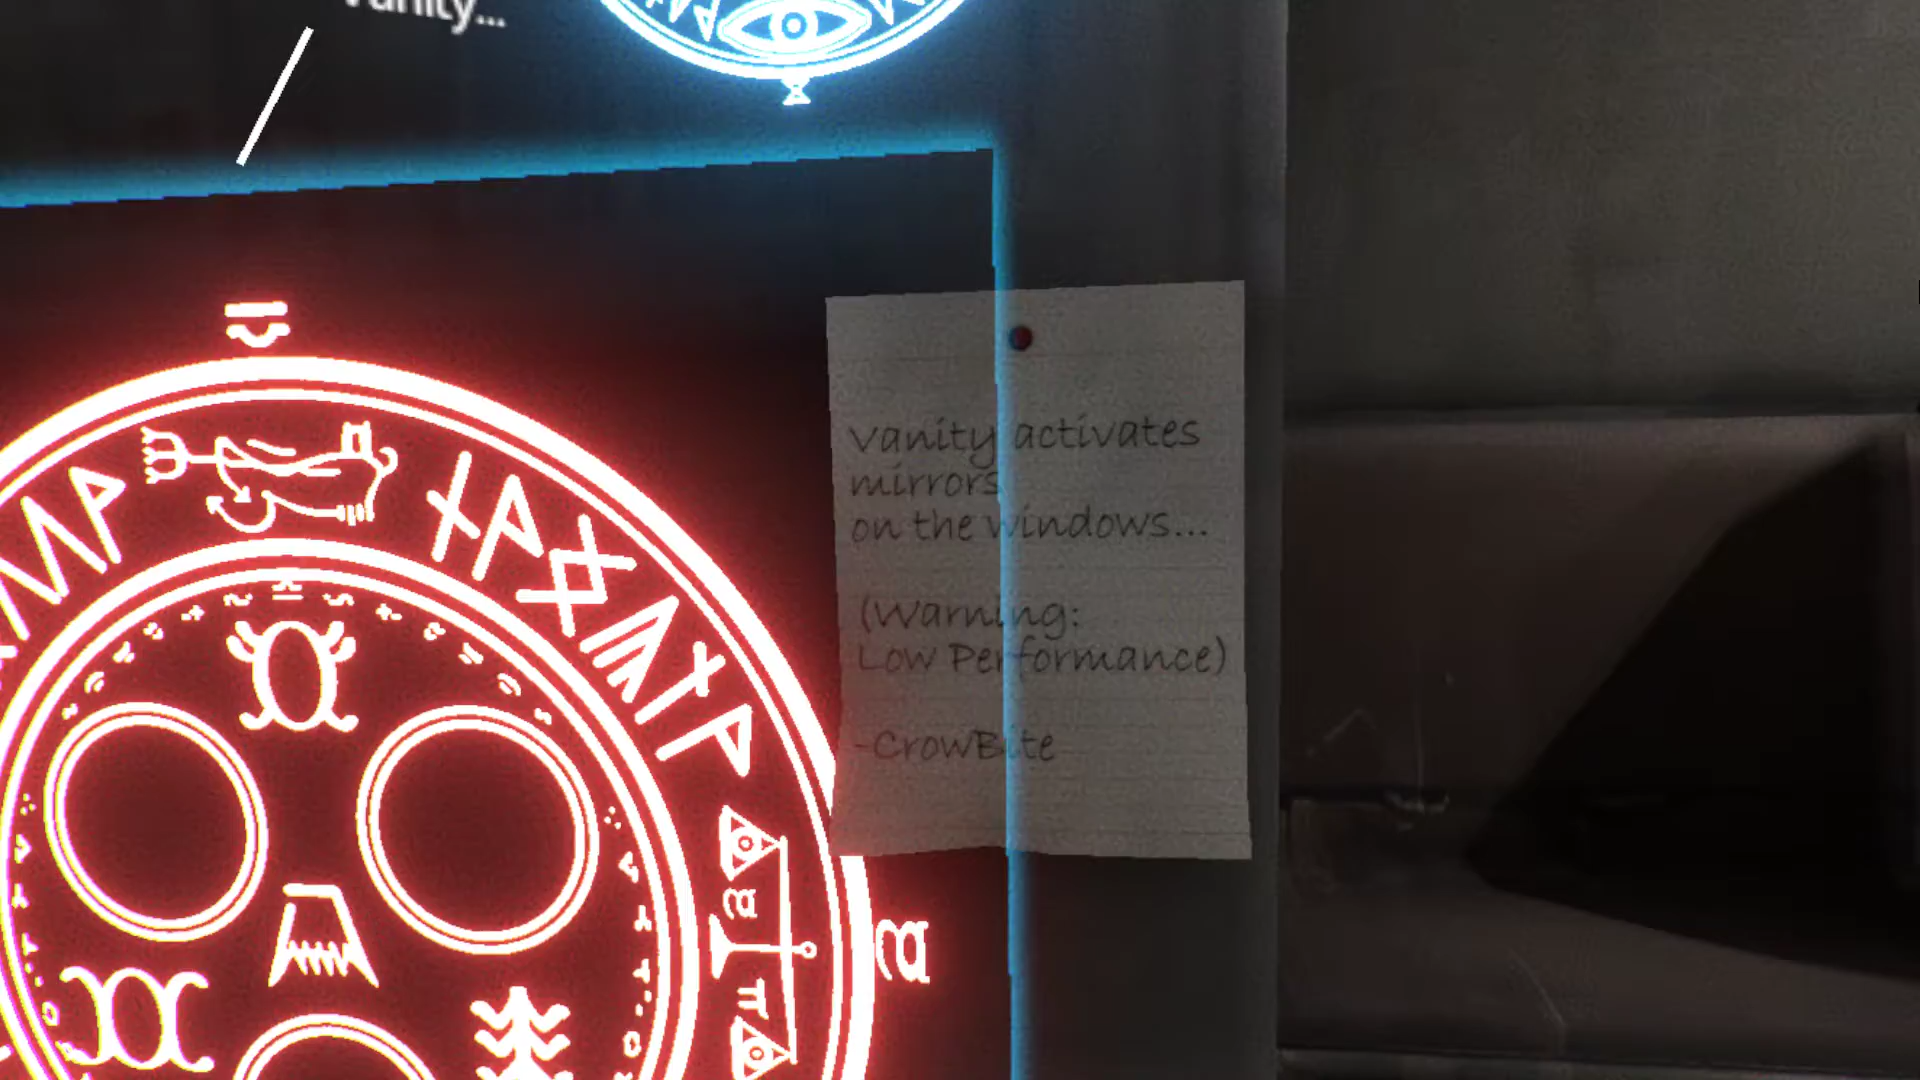 Vanity...
Vanity activates
mirrors
on the windows...
(Warning:
Low Performance)
-CrowBite